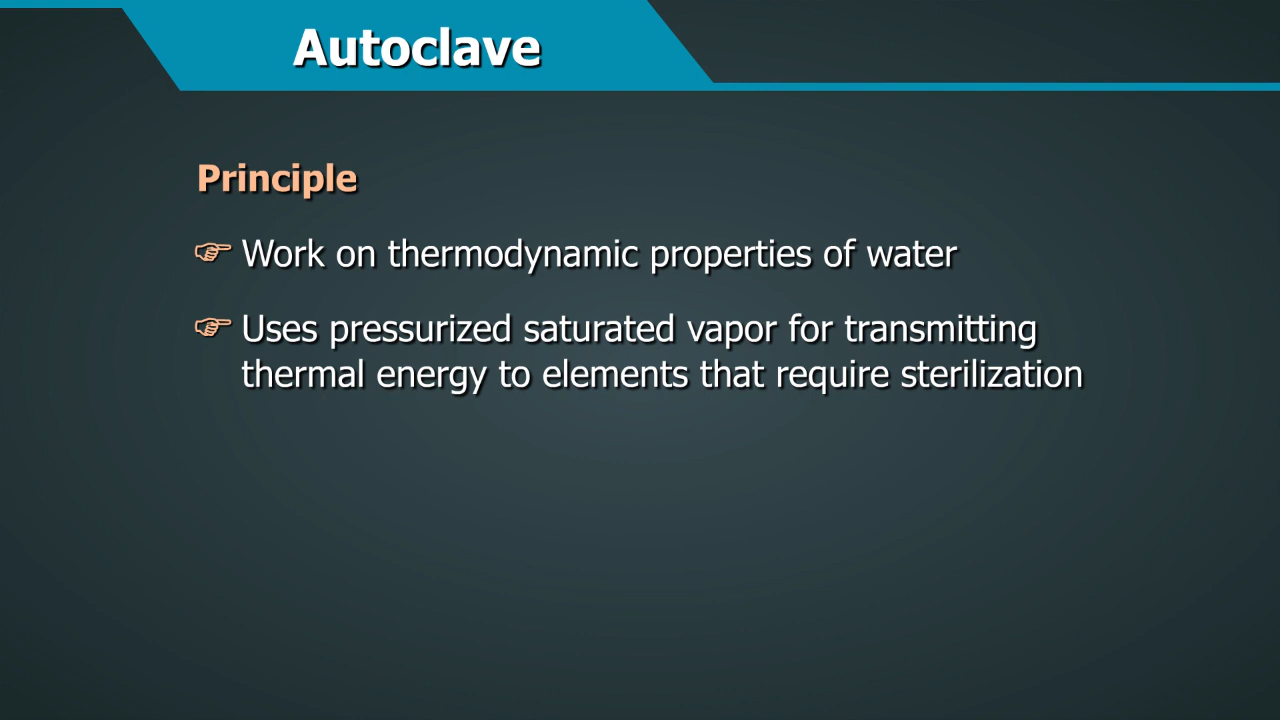 Autoclave
Principle
☞ Work on thermodynamic properties of water
☞ Uses pressurized saturated vapor for transmitting
thermal energy to elements that require sterilization